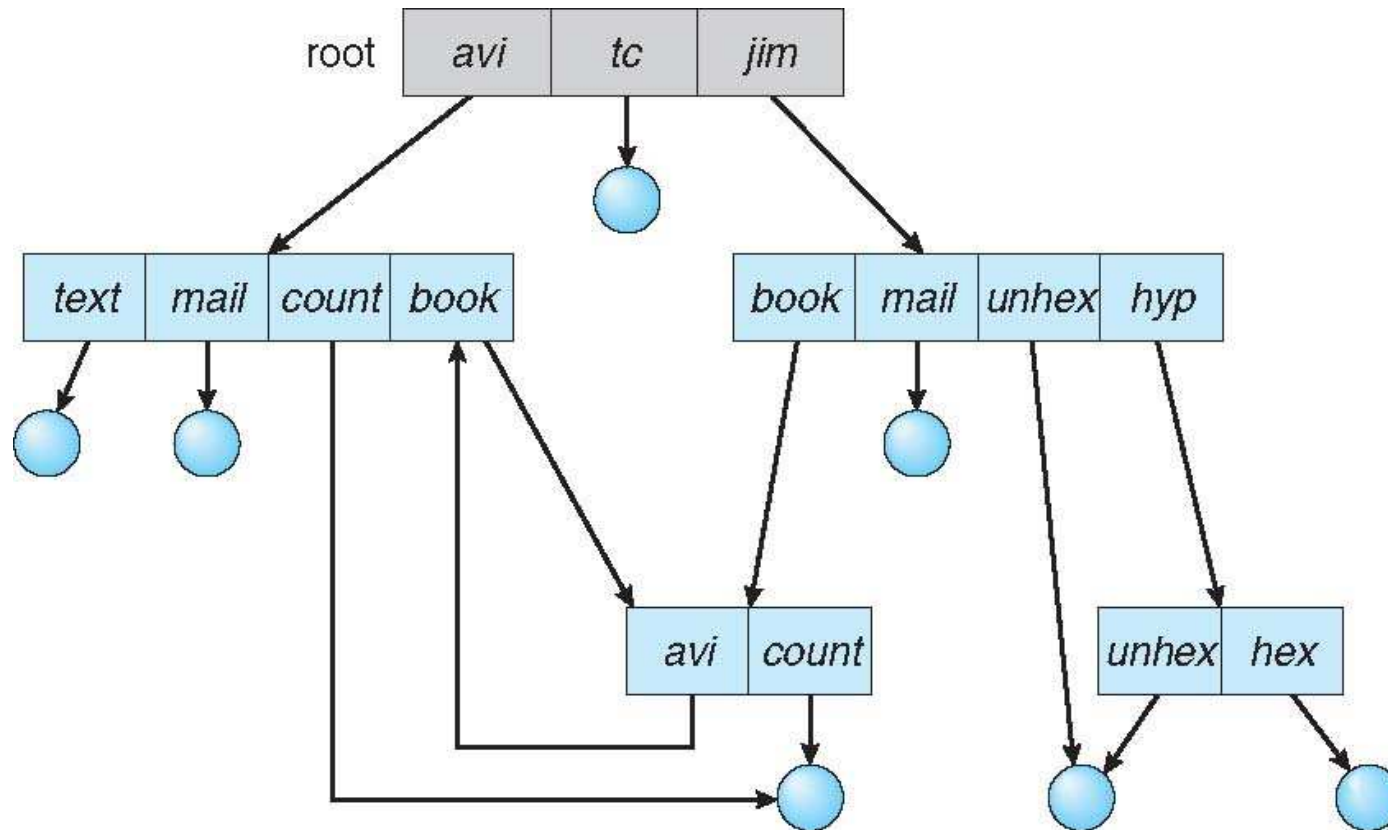 root avi tc jim
text mail count book book mail unhex hyp
avi count unhex hex